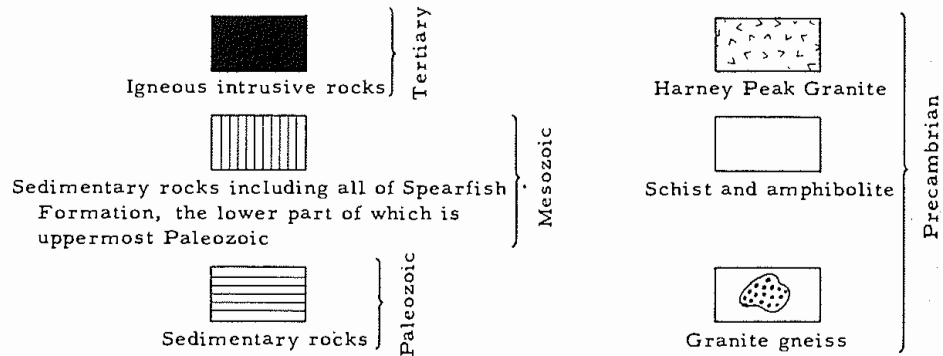 Igneous intrusive rocks
Tertiary
Sedimentary rocks including all of Spearfish
Formation, the lower part of which is
uppermost Paleozoic
Mesozoic
Sedimentary rocks
Paleozoic
Harney Peak Granite
Schist and amphibolite
Granite gneiss
Precambrian